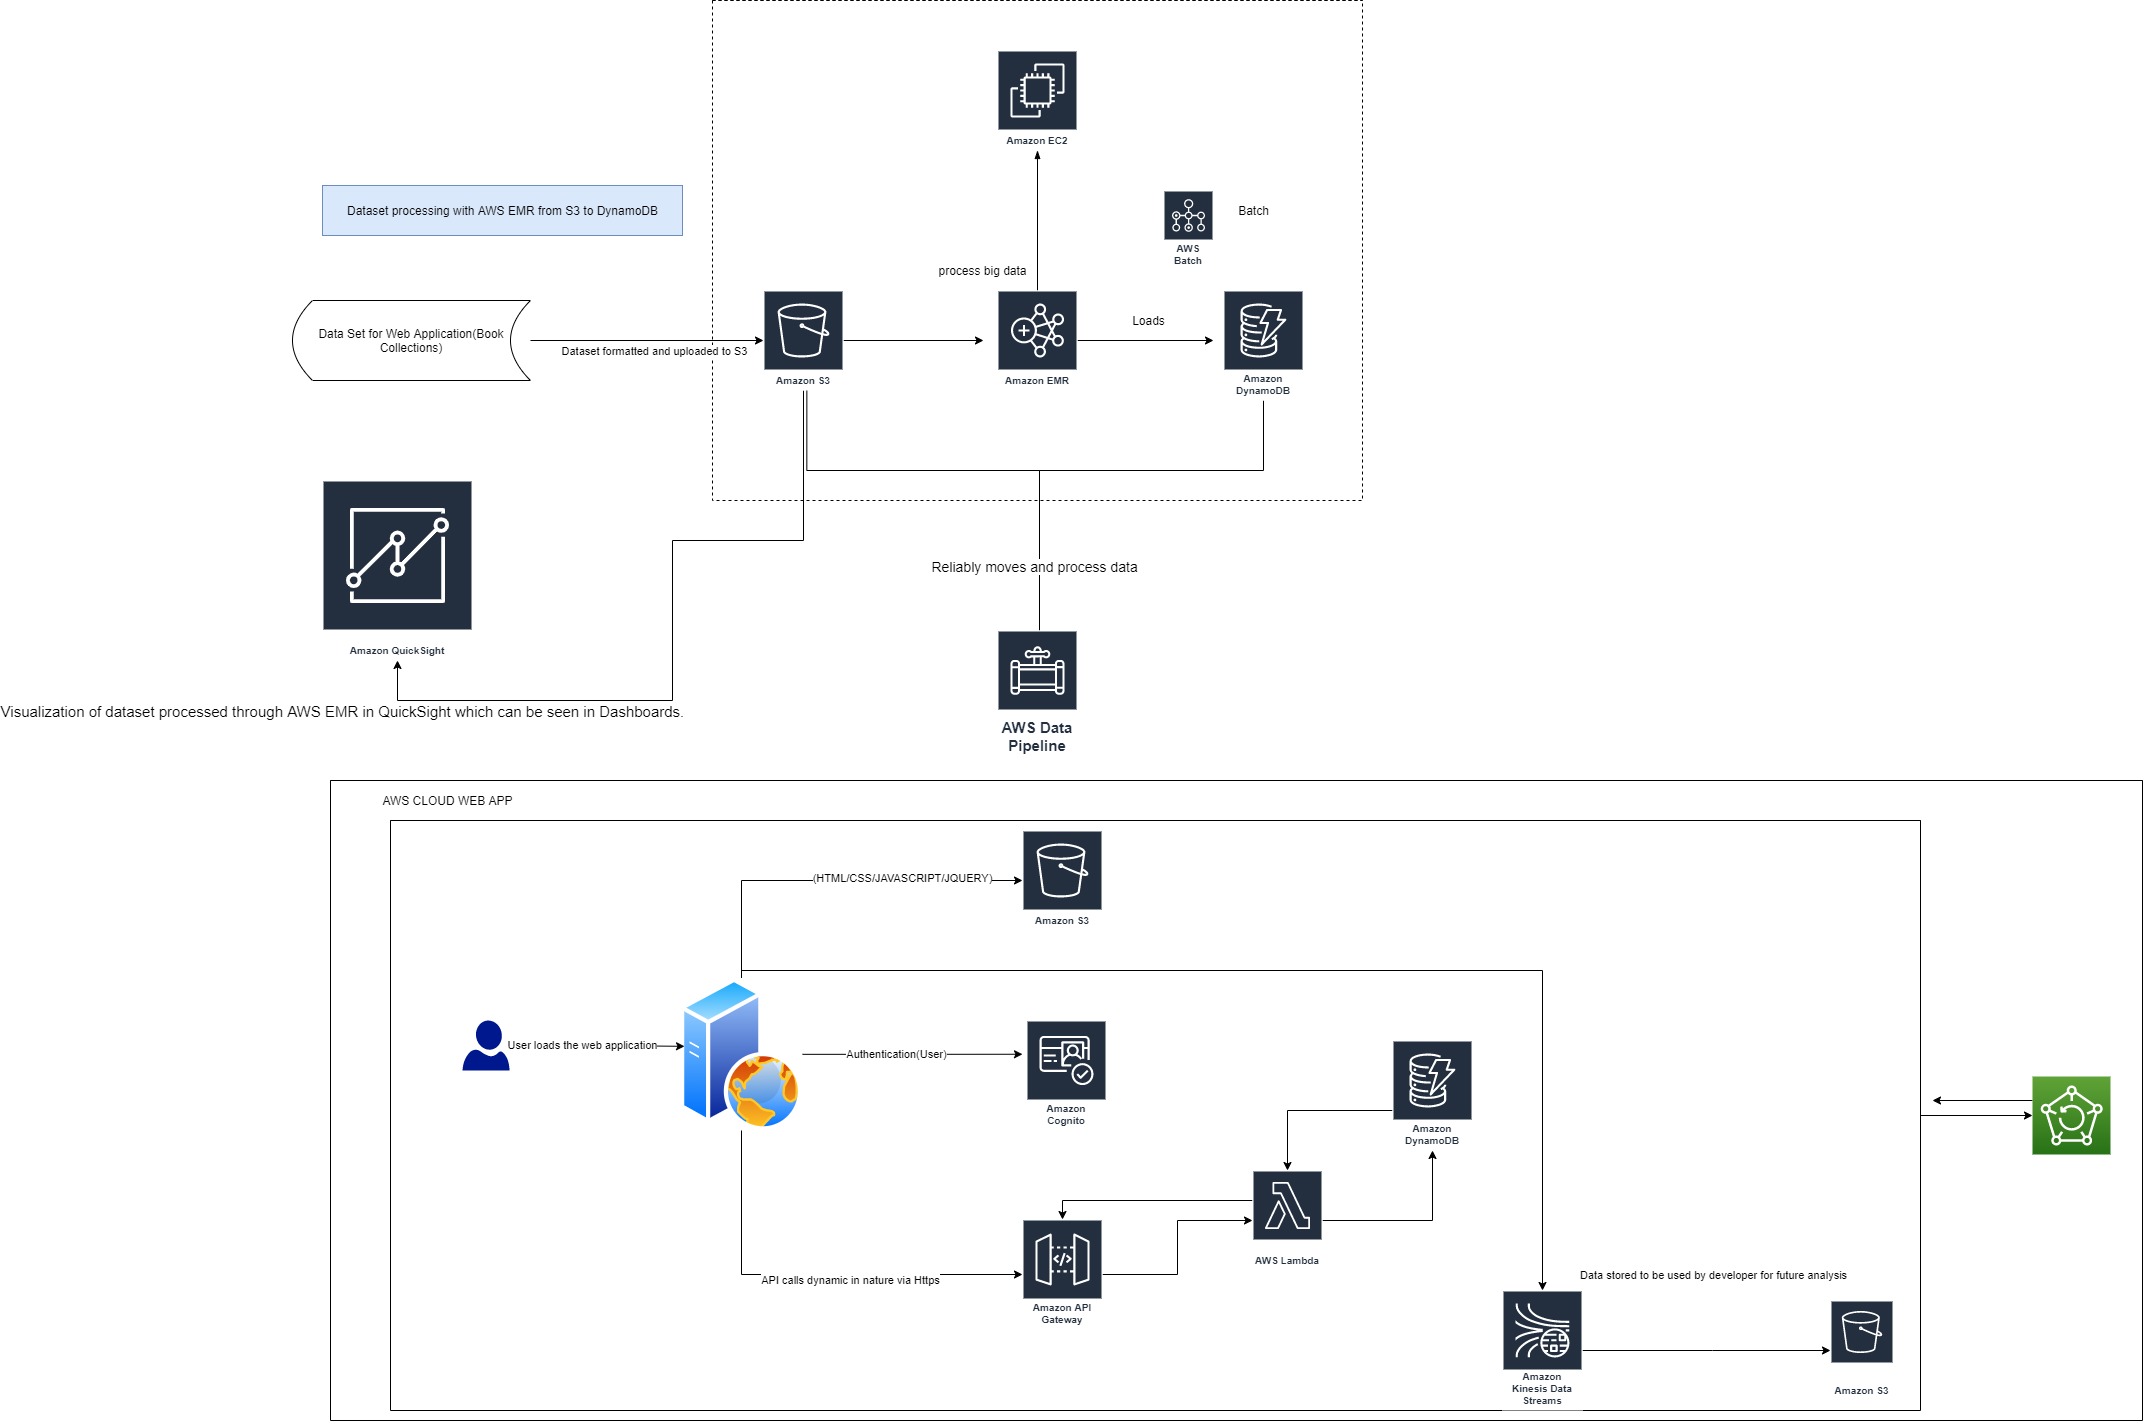 Amazon EC2
Dataset processing with AWS EMR from S3 to DynamoDB
Batch
AWS
Batch
process big data
Loads
Data Set for Web Application(Book
Collections)
Dataset formatted and uploaded to S3
Amazon S3
Amazon EMR
Amazon
DynamoDB
Reliably moves and process data
Amazon QuickSight
Visualization of dataset processed through AWS EMR in QuickSight which can be seen in Dashboards.
AWS Data
Pipeline
AWS CLOUD WEB APP
(HTML/CSS/JAVASCRIPT/JQUERY)
Amazon S3
User loads the web application
Authentication(User)
Amazon
Cognito
Amazon
DynamoDB
AWS Lambda
API calls dynamic in nature via Https
Amazon API
Gateway
Data stored to be used by developer for future analysis
Amazon
Kinesis Data
Streams
Amazon S3